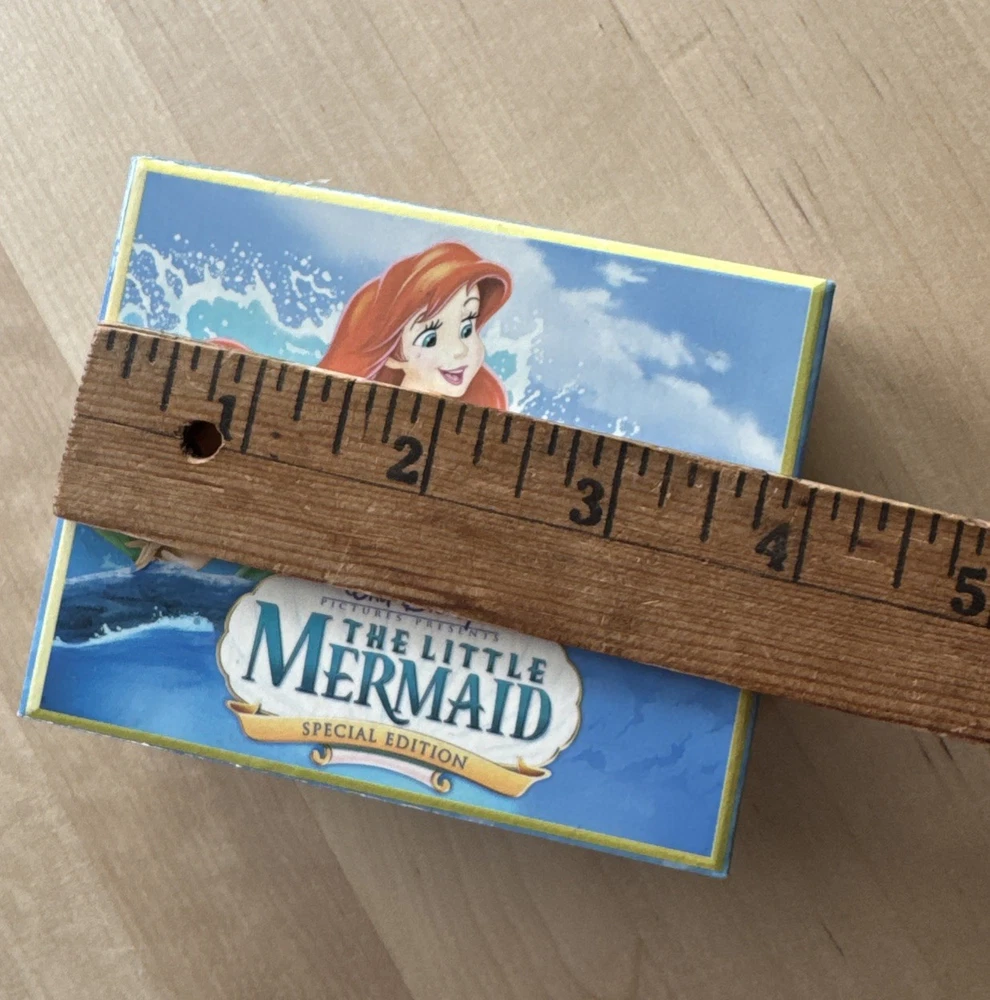 1 2 3 4 5
PICTURES PRESENTS
THE LITTLE
MERMAID
SPECIAL EDITION